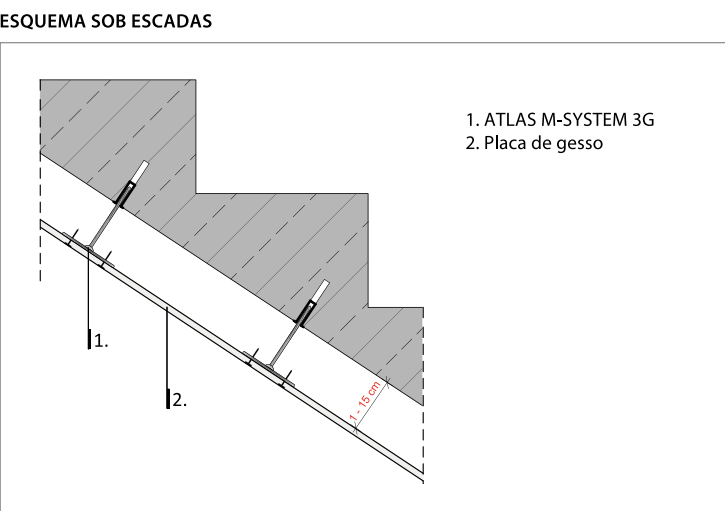 ESQUEMA SOB ESCADAS
1. ATLAS M-SYSTEM 3G
2. Placa de gesso
1.
2.
1 - 15 cm